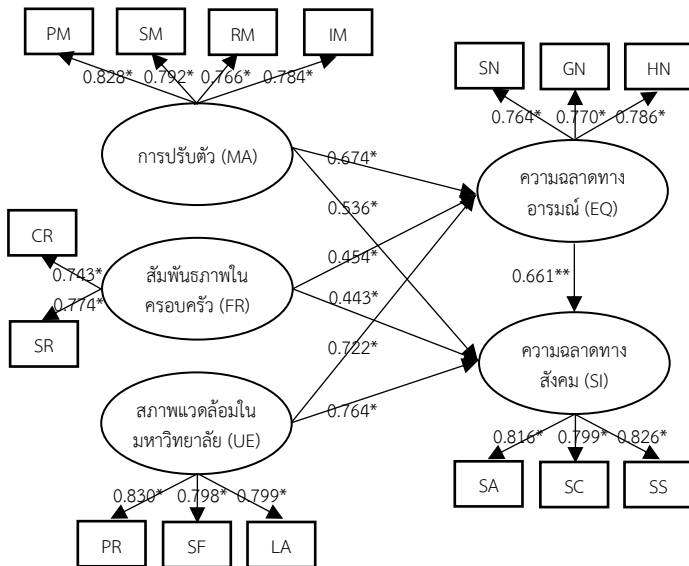 PM SM RM IM
0.828* 0.792* 0.766* 0.784*
SN GN HN
0.764* 0.770* 0.786*
การปรับตัว (MA)
0.674*
0.536*
ความฉลาดทาง
อารมณ์ (EQ)
CR
0.743*
0.774*
SR
สัมพันธภาพใน
ครอบครัว (FR)
0.454*
0.443*
0.661**
0.722*
0.764*
ความฉลาดทาง
สังคม (SI)
สภาพแวดล้อมใน
มหาวิทยาลัย (UE)
0.816* 0.799* 0.826*
SA SC SS
0.830* 0.798* 0.799*
PR SF LA